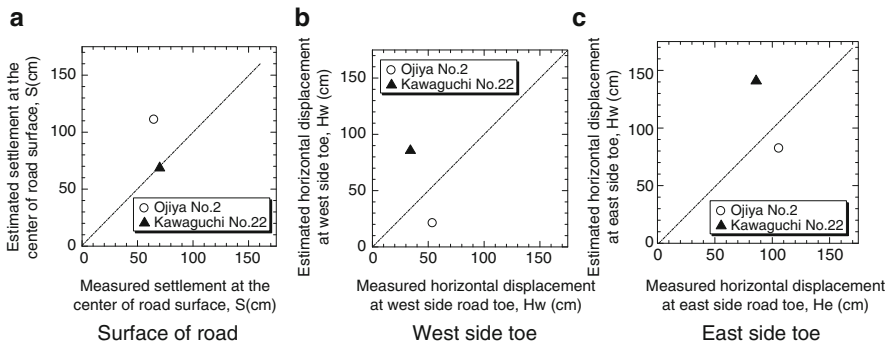 a
Estimated settlement at the
center of road surface, S(cm)
150
100
50
0
0 50 100 150
Ojiya No.2
Kawaguchi No.22
Measured settlement at the
center of road surface, S(cm)
Surface of road
b
Estimated horizontal displacement
at west side toe, Hw (cm)
150
100
50
0
0 50 100 150
Ojiya No.2
Kawaguchi No.22
Measured horizontal displacement
at west side road toe, Hw (cm)
West side toe
c
Estimated horizontal displacement
at east side toe, Hw (cm)
150
100
50
0
0 50 100 150
Ojiya No.2
Kawaguchi No.22
Measured horizontal displacement
at east side road toe, He (cm)
East side toe